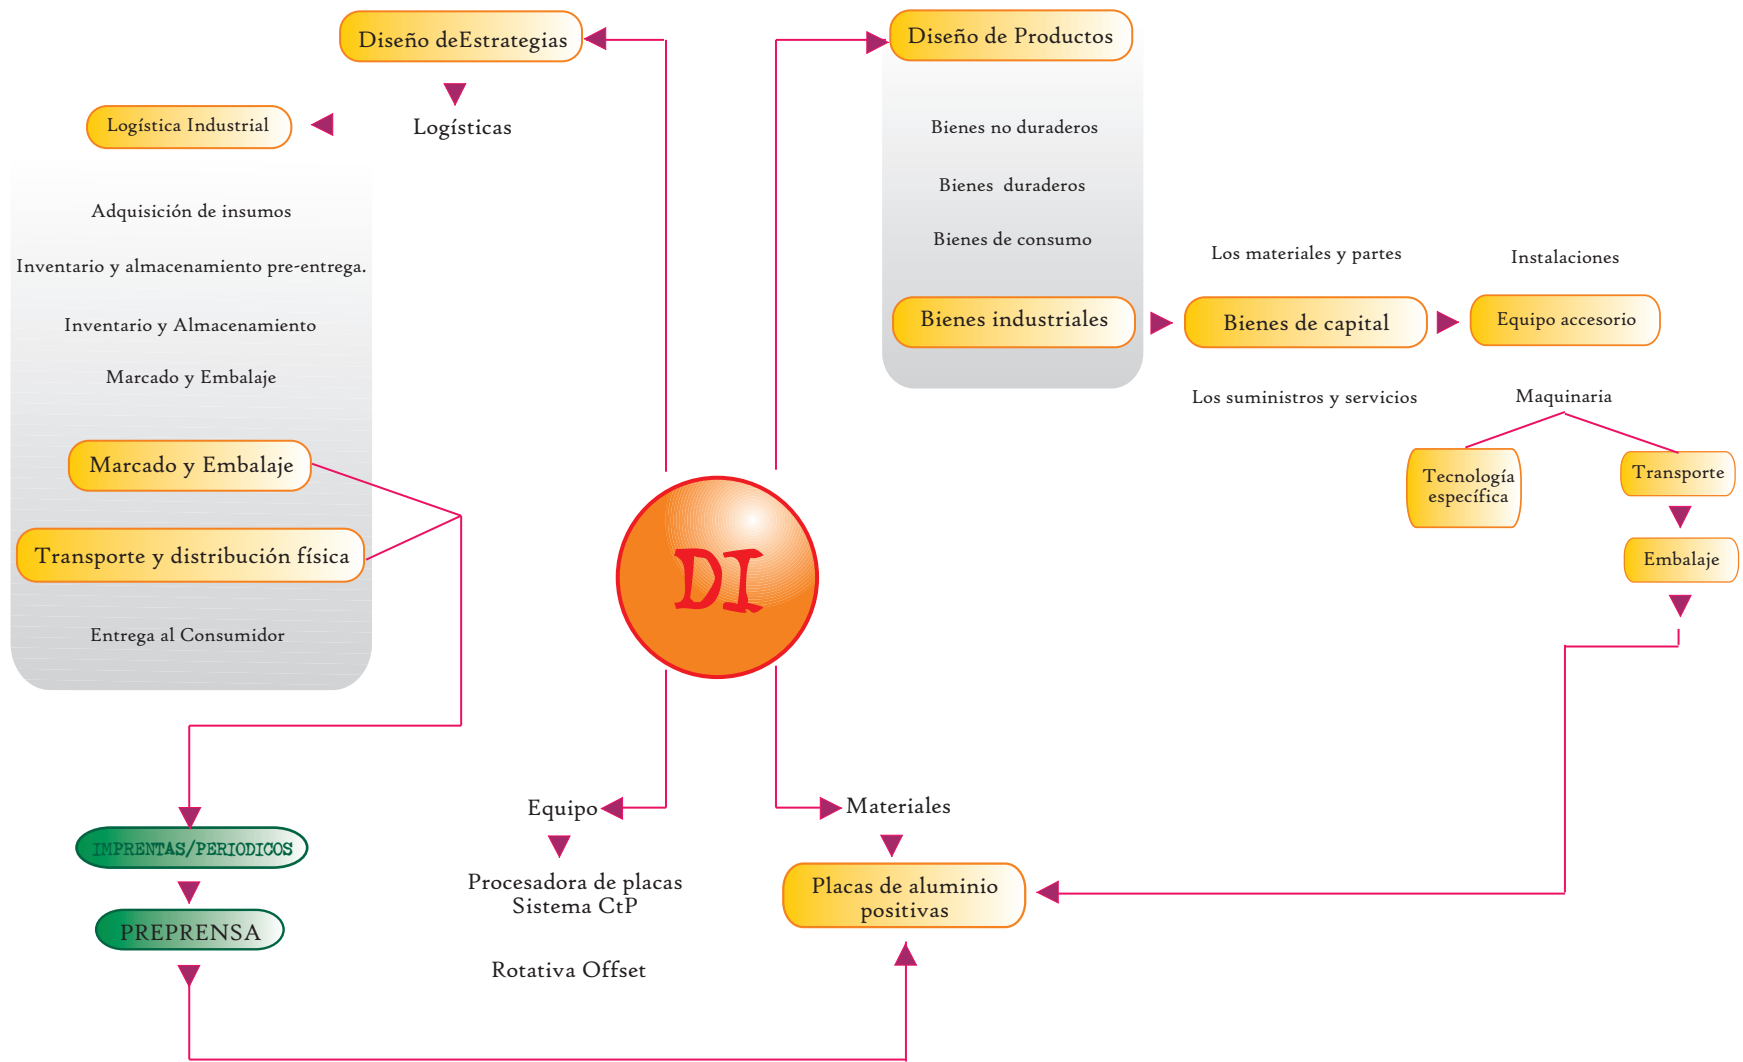 Diseño deEstrategias
Logísticas
Logística Industrial
Adquisición de insumos
Inventario y almacenamiento pre-entrega.
Inventario y Almacenamiento
Marcado y Embalaje
Marcado y Embalaje
Transporte y distribución física
Entrega al Consumidor
IMPRENTAS/PERIODICOS
PREPRENSA
DI
Equipo
Procesadora de placas
Sistema CtP
Rotativa Offset
Materiales
Placas de aluminio
positivas
Diseño de Productos
Bienes no duraderos
Bienes duraderos
Bienes de consumo
Bienes industriales
Los materiales y partes
Bienes de capital
Los suministros y servicios
Instalaciones
Equipo accesorio
Maquinaria
Tecnología
específica
Transporte
Embalaje